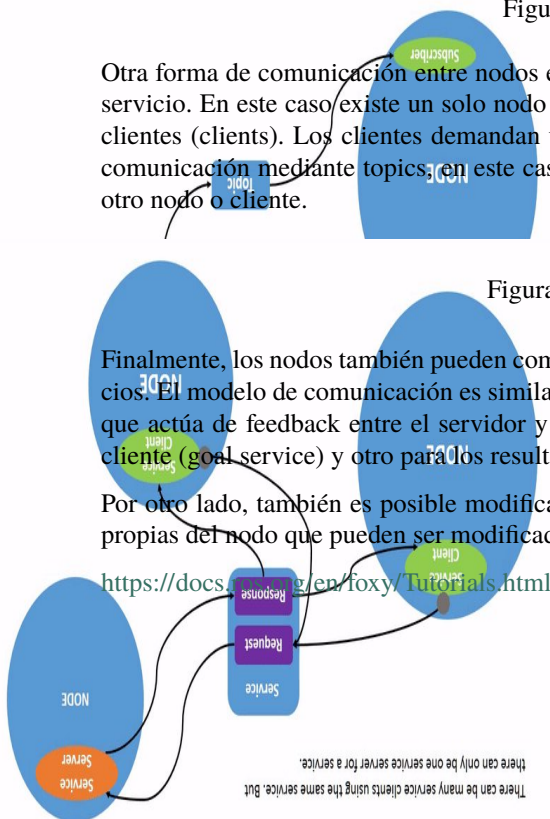 Figu
Subscriber
Otra forma de comunicación entre nodos e
servicio. En este caso existe un solo nodo
clientes (clients). Los clientes demandan
comunicación mediante topics, en este cas
Topic
NODE
otro nodo o cliente.
Figura
Finalmente, los nodos también pueden com
NODE
cios. El modelo de comunicación es simila
que actúa de feedback entre el servidor y
Service
Client
NODE
cliente (goal service) y otro para los result
Por otro lado, también es posible modifica
propias del nodo que pueden ser modificad
Service
Client
https://docs.ros.org/en/foxy/Tutorials.html
Response
Request
Service
NODE
Service
Server
There can be many service clients using the same service. But
there can only be one service server for a service.